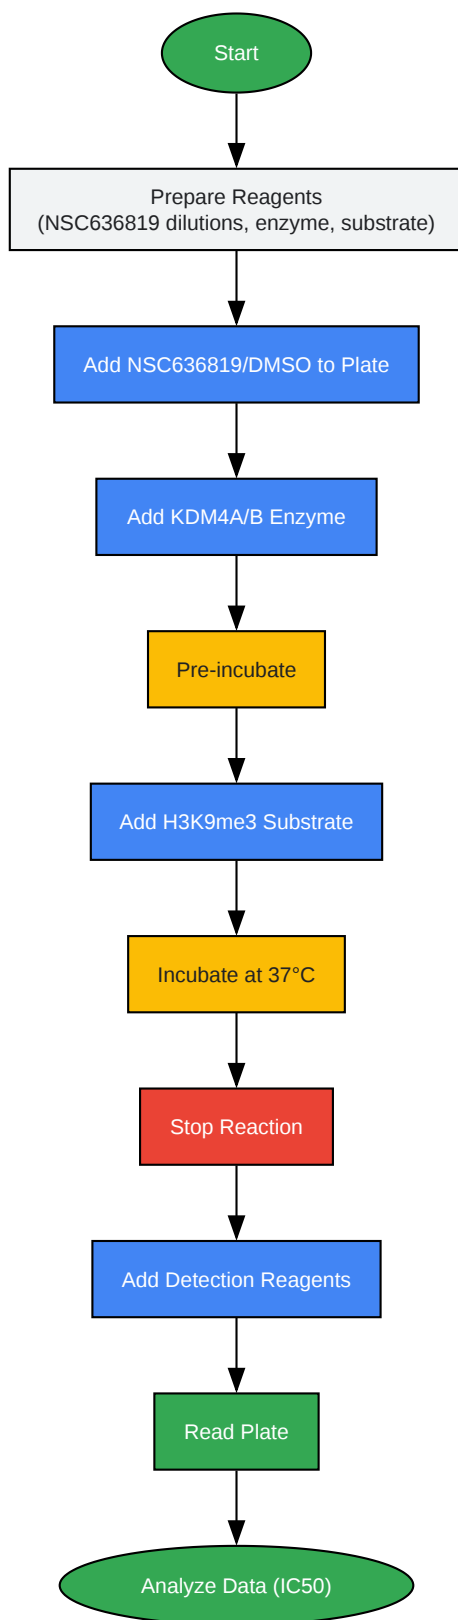 Start
Prepare Reagents
(NSC636819 dilutions, enzyme, substrate)
Add NSC636819/DMSO to Plate
Add KDM4A/B Enzyme
Pre-incubate
Add H3K9me3 Substrate
Incubate at 37°C
Stop Reaction
Add Detection Reagents
Read Plate
Analyze Data (IC50)